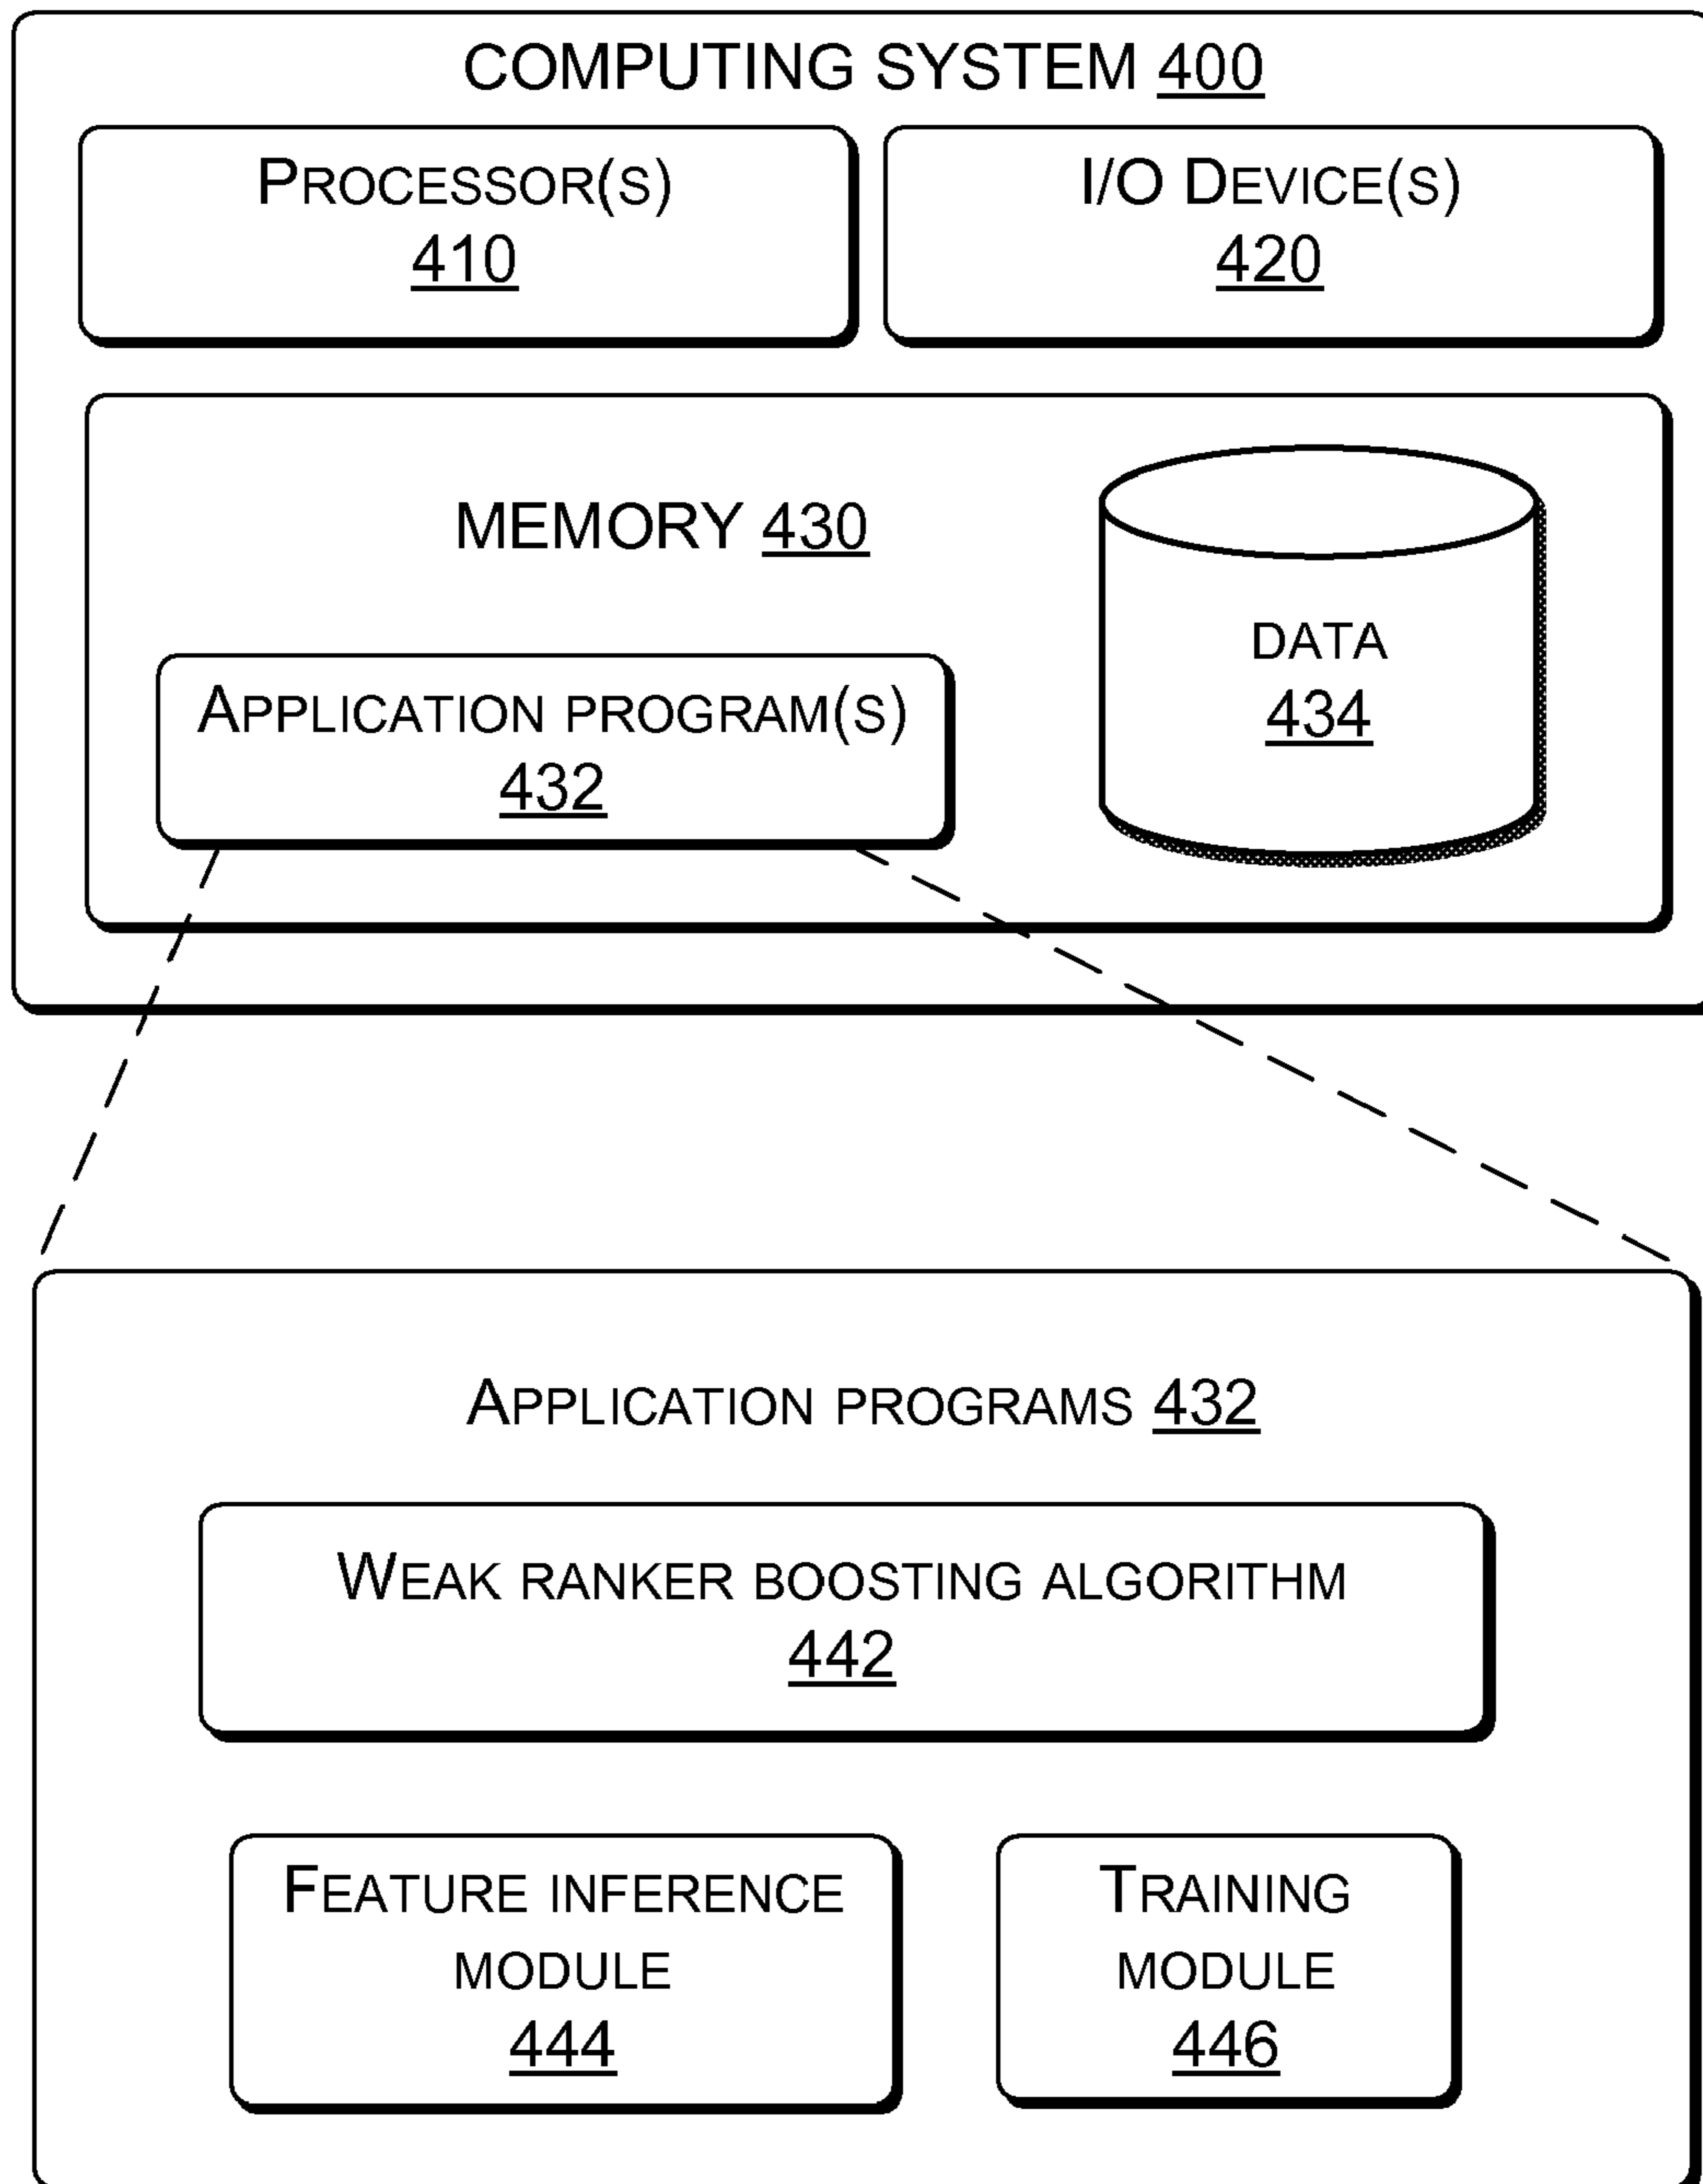 COMPUTING SYSTEM 400
PROCESSOR(S)
410
I/O DEVICE(S)
420
MEMORY 430
DATA
434
APPLICATION PROGRAM(S)
432
APPLICATION PROGRAMS 432
WEAK RANKER BOOSTING ALGORITHM
442
FEATURE INFERENCE
MODULE
444
TRAINING
MODULE
446